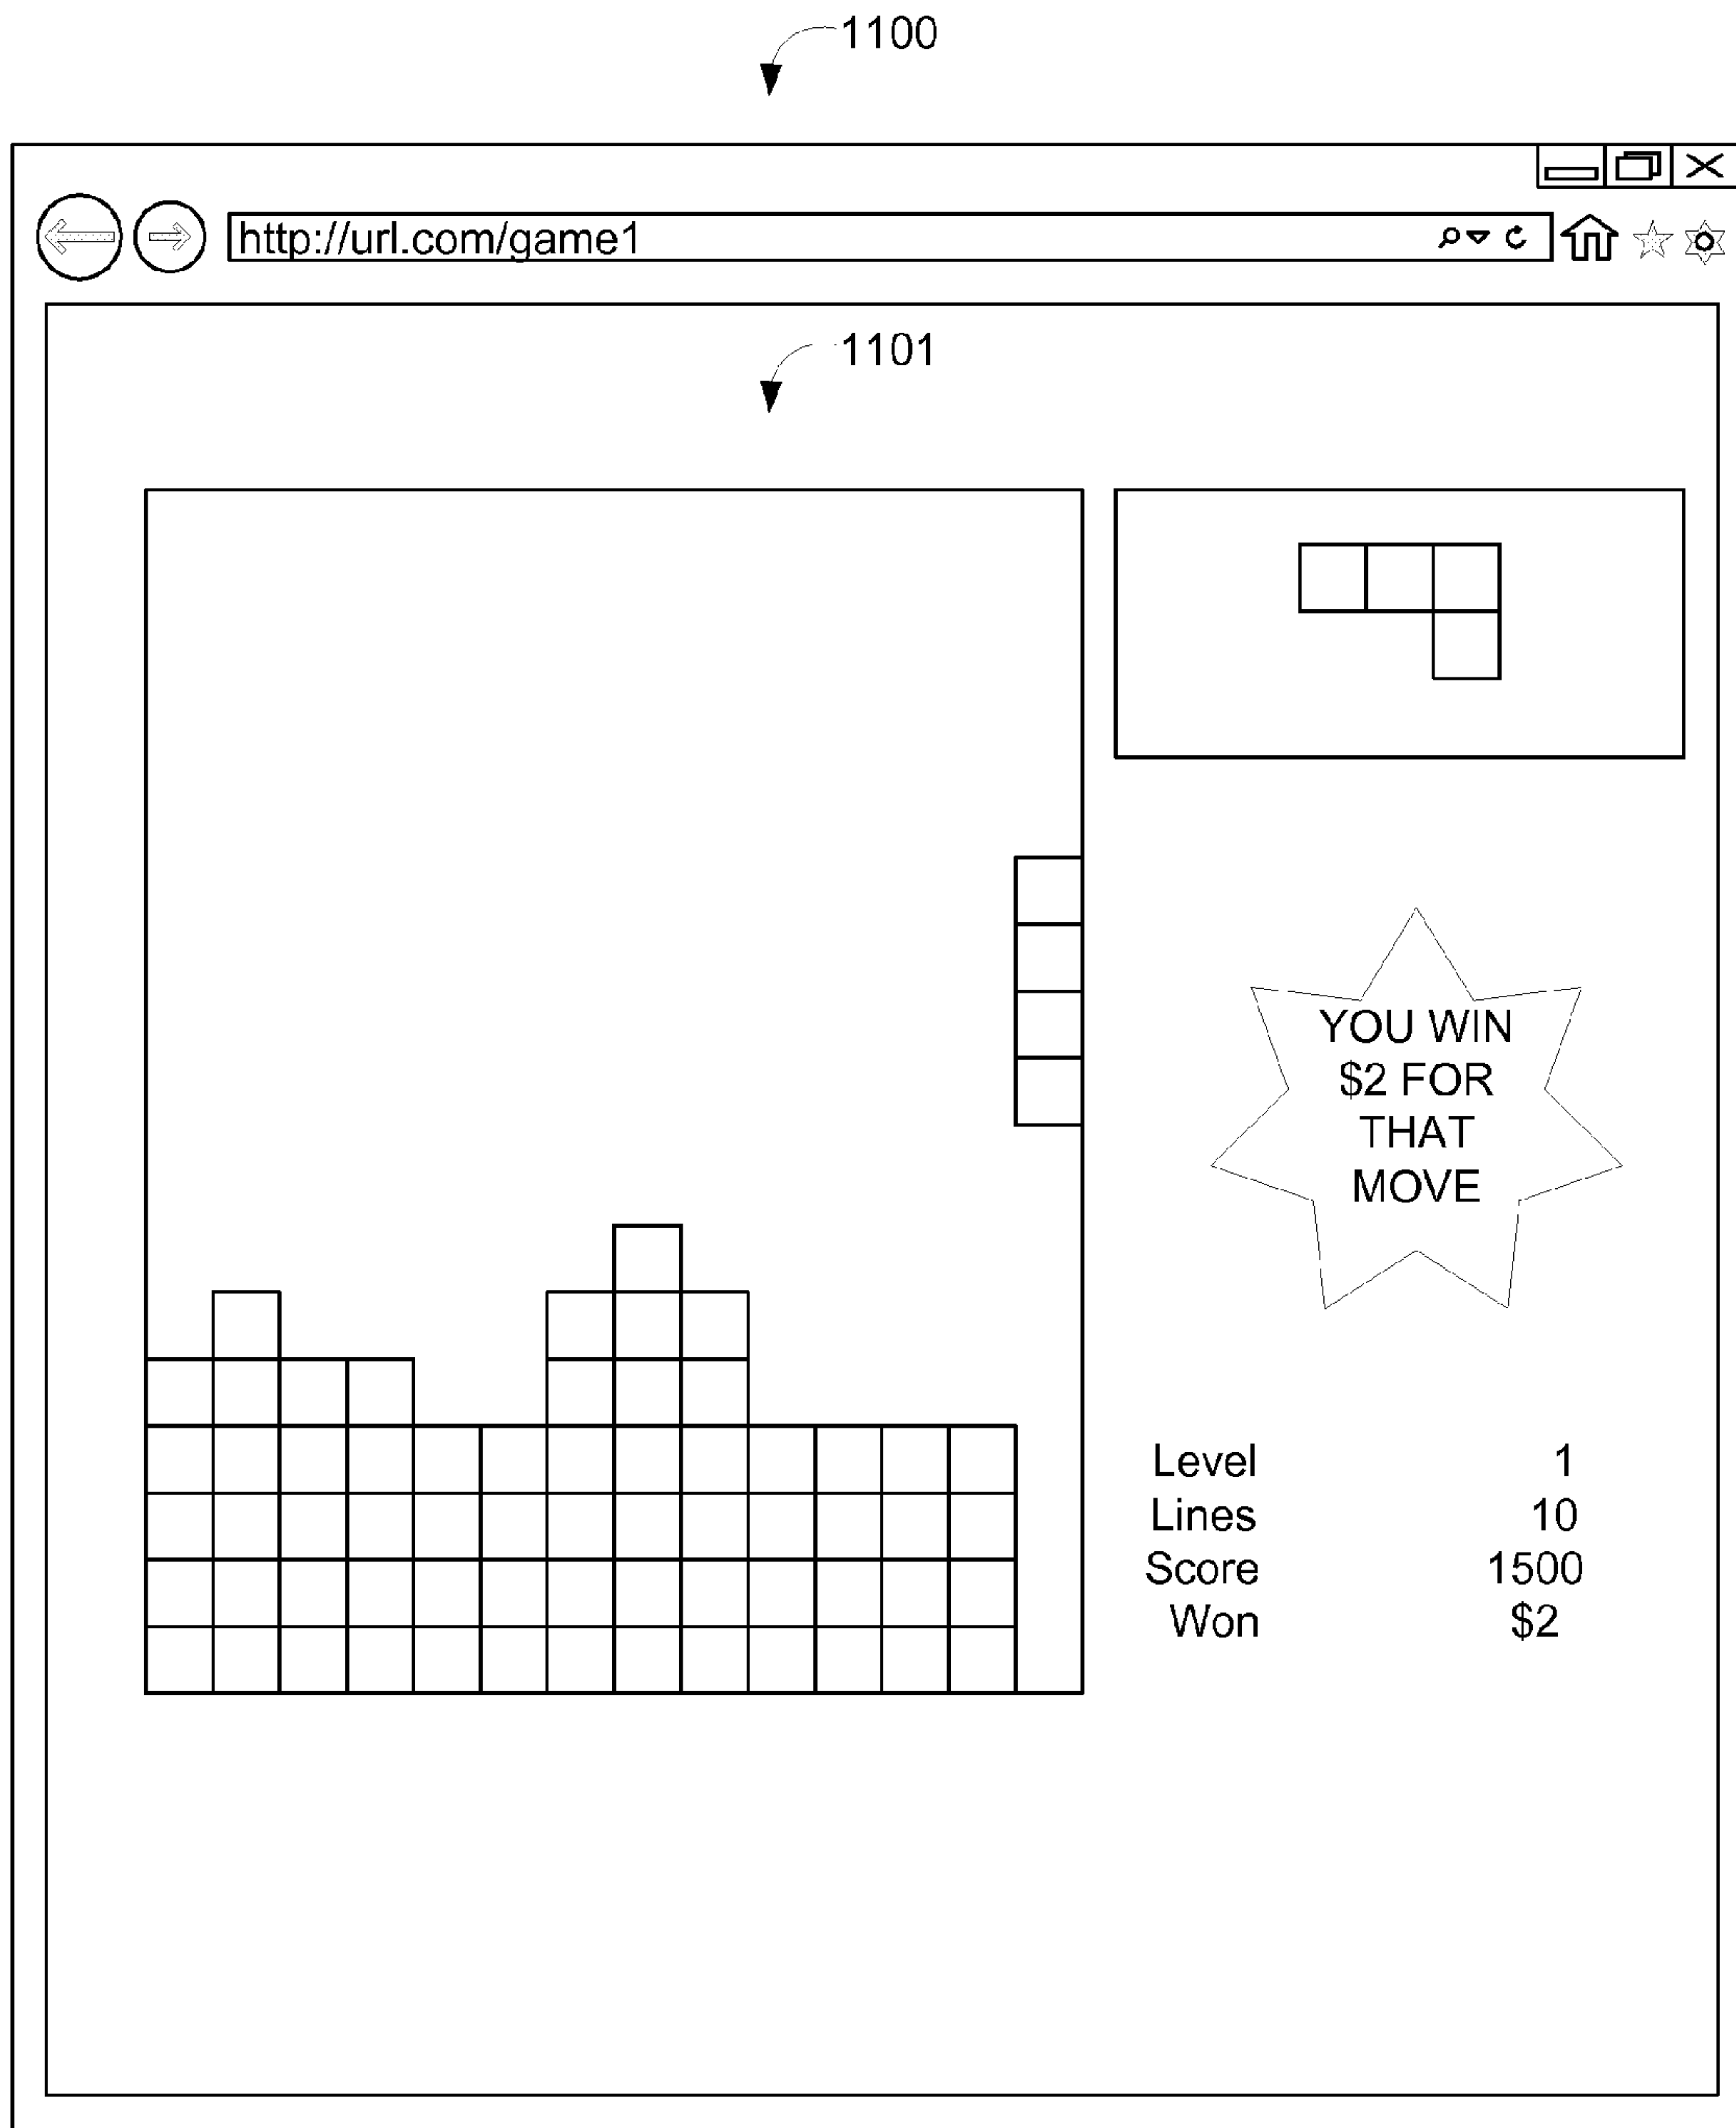 1100
http://url.com/game1
1101
YOU WIN
$2 FOR
THAT
MOVE
Level 1
Lines 10
Score 1500
Won $2